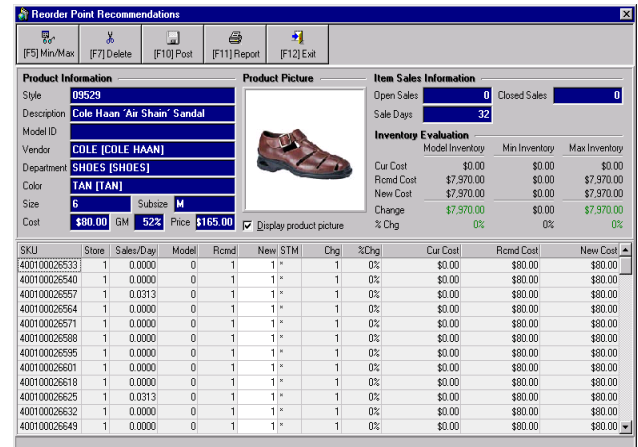 Reorder Point Recommendations
[F5] Min/Max [F7] Delete [F10] Post [F11] Report [F12] Exit
Product Information Product Picture Item Sales Information
Style 09529 Open Sales 0 Closed Sales 0
Description Cole Haan 'Air Shain' Sandal Sale Days 32
Model ID Inventory Evaluation
Vendor COLE [COLE HAAN] Model Inventory Min Inventory Max Inventory
Department SHOES [SHOES] Cur Cost $0.00 $0.00 $0.00
Color TAN [TAN] Rcmd Cost $7,970.00 $0.00 $7,970.00
Size 6 Subsize M New Cost $7,970.00 $0.00 $7,970.00
Cost $80.00 GM 52% Price $165.00 Display product picture Change $7,970.00 $0.00 $7,970.00
% Chg 0% 0% 0%
SKU Store Sales/Day Model Rcmd New STM Chg %Chg Cur Cost Rcmd Cost New Cost
400100026533 1 0.0000 0 1 1 * 1 0% $0.00 $80.00 $80.00
400100026540 1 0.0000 0 1 1 * 1 0% $0.00 $80.00 $80.00
400100026557 1 0.0313 0 1 1 * 1 0% $0.00 $80.00 $80.00
400100026564 1 0.0000 0 1 1 * 1 0% $0.00 $80.00 $80.00
400100026571 1 0.0000 0 1 1 * 1 0% $0.00 $80.00 $80.00
400100026588 1 0.0000 0 1 1 * 1 0% $0.00 $80.00 $80.00
400100026595 1 0.0000 0 1 1 * 1 0% $0.00 $80.00 $80.00
400100026601 1 0.0000 0 1 1 * 1 0% $0.00 $80.00 $80.00
400100026618 1 0.0000 0 1 1 * 1 0% $0.00 $80.00 $80.00
400100026625 1 0.0313 0 1 1 * 1 0% $0.00 $80.00 $80.00
400100026632 1 0.0000 0 1 1 * 1 0% $0.00 $80.00 $80.00
400100026649 1 0.0000 0 1 1 * 1 0% $0.00 $80.00 $80.00